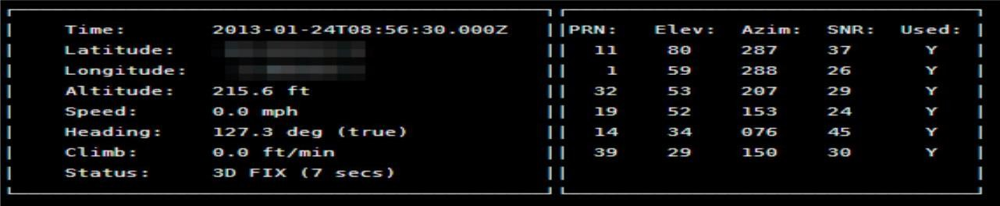 Time: 2013-01-24T08:56:30.000Z PRN: Elev: Azim: SNR: Used:
Latitude: 11 80 287 37 Y
Longitude: 1 59 288 26 Y
Altitude: 215.6 ft 32 53 207 29 Y
Speed: 0.0 mph 19 52 153 24 Y
Heading: 127.3 deg (true) 14 34 076 45 Y
Climb: 0.0 ft/min 39 29 150 30 Y
Status: 3D FIX (7 secs)